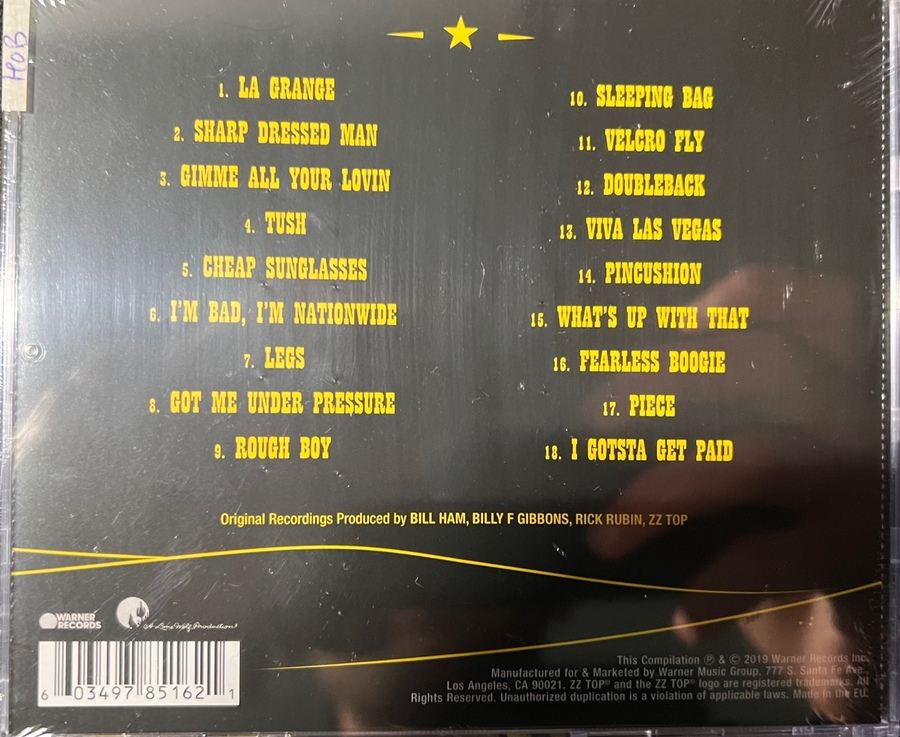 НОВ
1. LA GRANGE
2. SHARP DRESSED MAN
3. GIMME ALL YOUR LOVIN
4. TUSH
5. CHEAP SUNGLASSES
6. I'M BAD, I'M NATIONWIDE
7. LEGS
8. GOT ME UNDER PRESSURE
9. ROUGH BOY
10. SLEEPING BAG
11. VELCRO FLY
12. DOUBLEBACK
13. VIVA LAS VEGAS
14. PINCUSHION
15. WHAT'S UP WITH THAT
16. FEARLESS BOOGIE
17. PIECE
18. I GOTSTA GET PAID
Original Recordings Produced by BILL HAM, BILLY F GIBBONS, RICK RUBIN, ZZ TOP
WARNER
RECORDS
A Lone Wolf Production
6 03497 85162 1
This Compilation ℗ & © 2019 Warner Records Inc.
Manufactured for & Marketed by Warner Music Group. 777 S. Santa Fe Ave.
Los Angeles, CA 90021. ZZ TOP® and the ZZ TOP® logo are registered trademarks. All
Rights Reserved. Unauthorized duplication is a violation of applicable laws. Made in the EU.